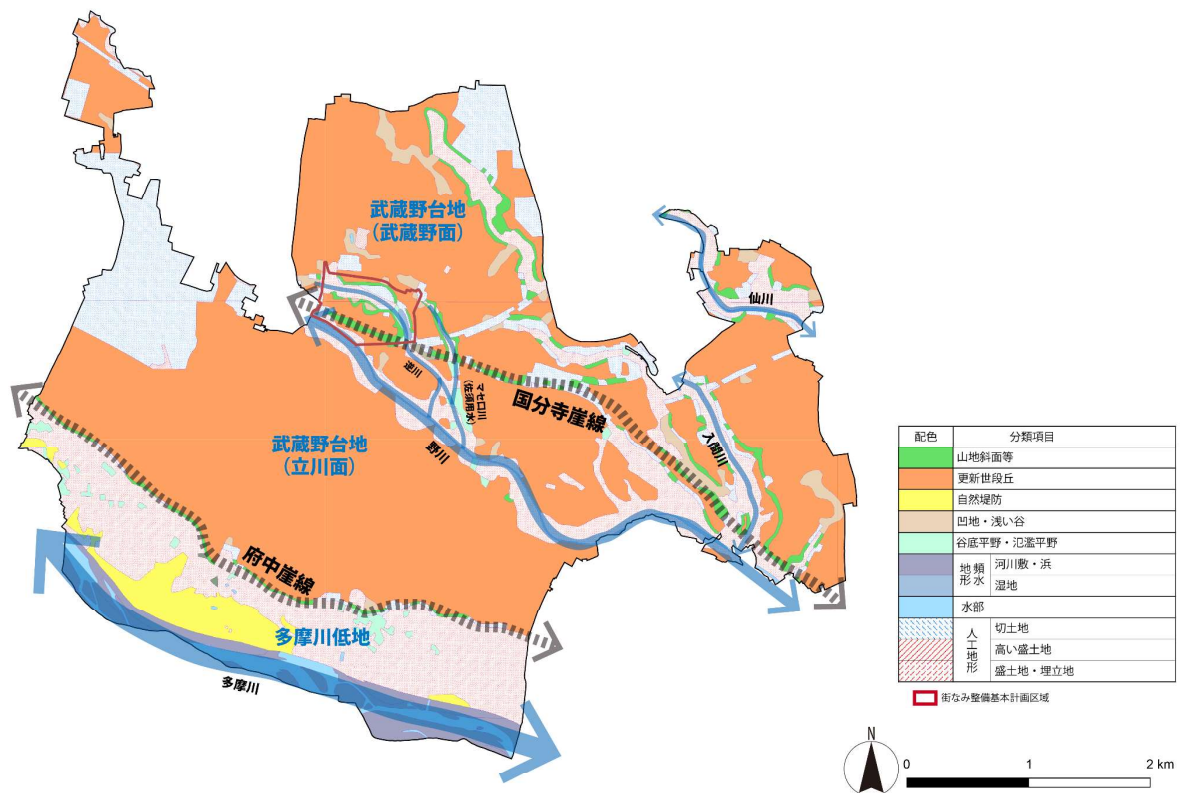 武蔵野台地
(武蔵野面)
仙川
逆川
マセ口川
(佐須用水)
国分寺崖線
入間川
野川
武蔵野台地
(立川面)
府中崖線
多摩川低地
多摩川
配色
分類項目
山地斜面等
更新世段丘
自然堤防
凹地・浅い谷
谷底平野・氾濫平野
頻水地形
河川敷・浜
湿地
水部
人工地形
切土地
高い盛土地
盛土地・埋立地
街なみ整備基本計画区域
N
0 1 2 km